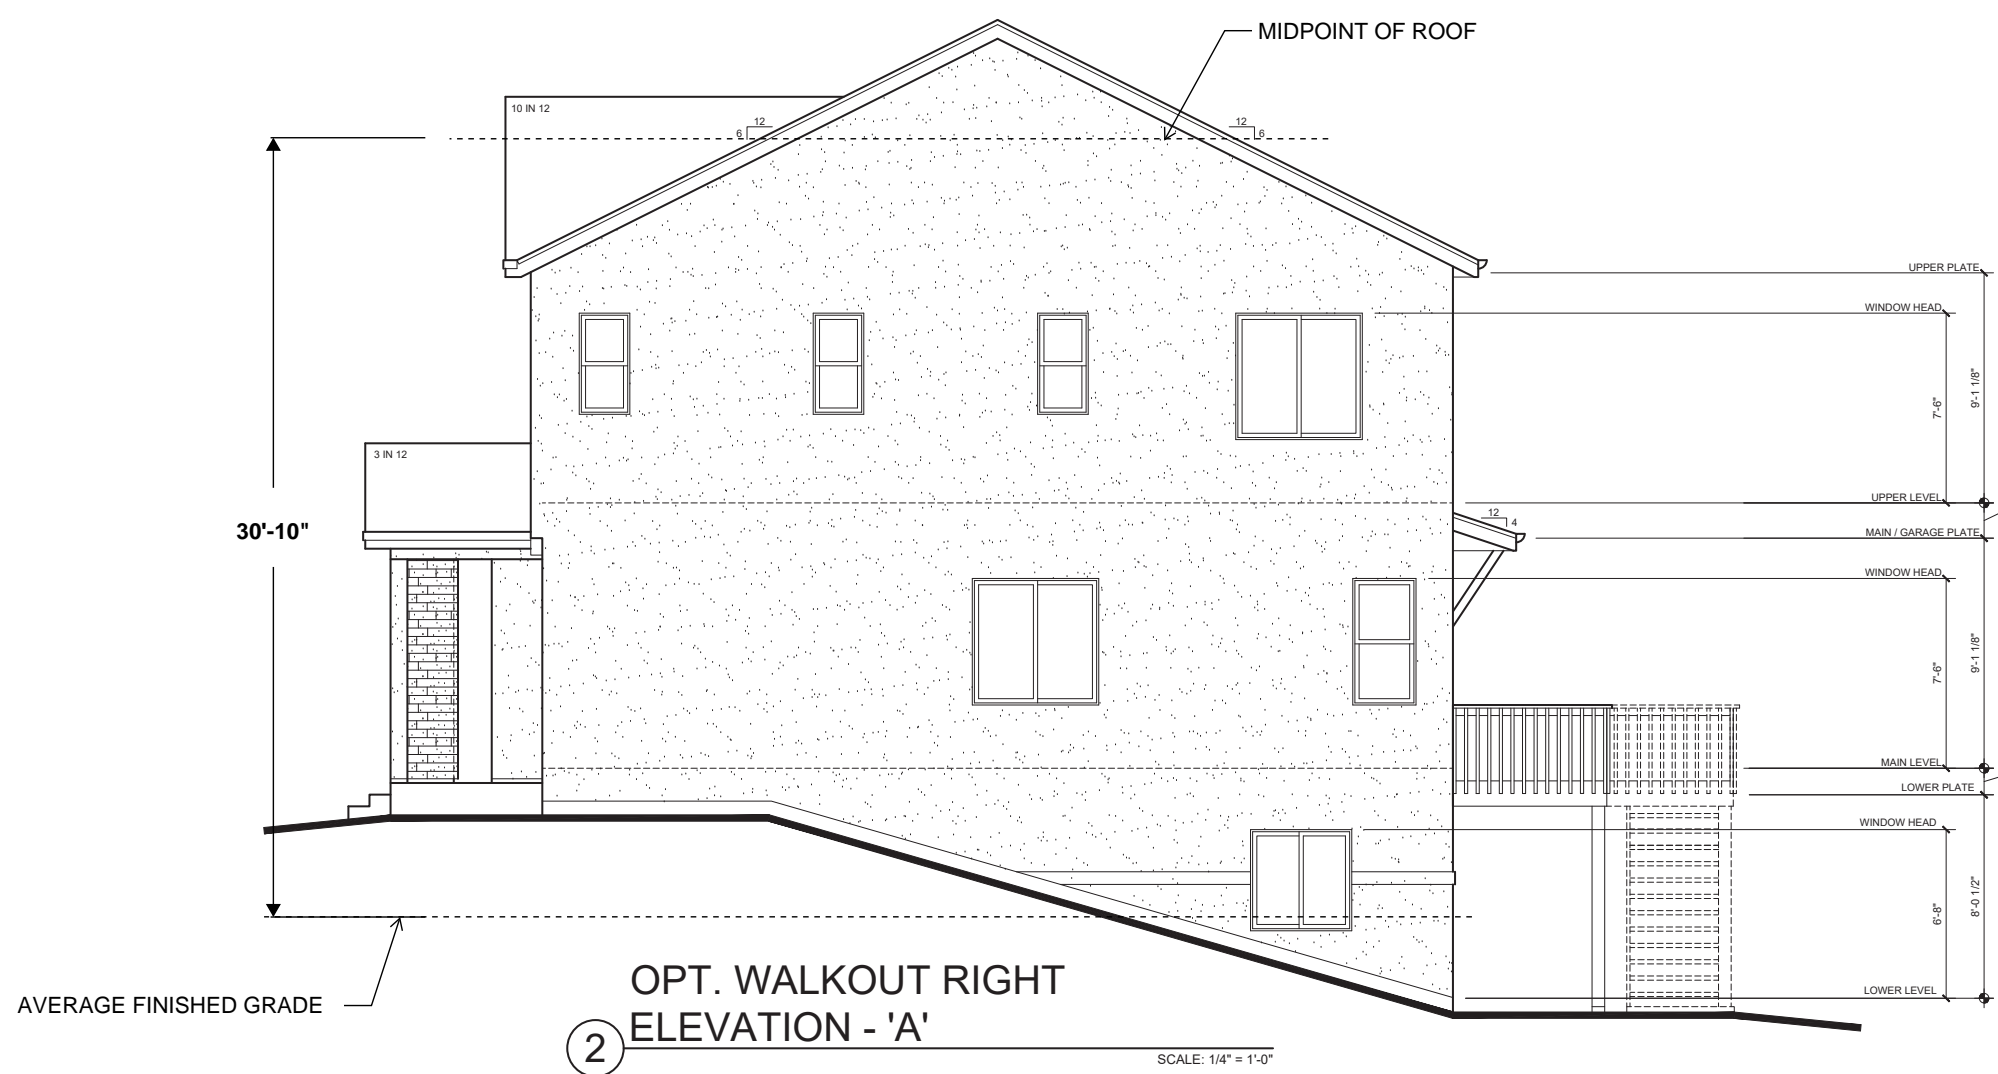 MIDPOINT OF ROOF
10 IN 12
12
6
12
6
UPPER PLATE
WINDOW HEAD
9'-1 1/8"
7'-6"
3 IN 12
UPPER LEVEL
12
4
30'-10"
MAIN / GARAGE PLATE
WINDOW HEAD
9'-1 1/8"
7'-6"
MAIN LEVEL
LOWER PLATE
WINDOW HEAD
8'-0 1/2"
6'-8"
LOWER LEVEL
AVERAGE FINISHED GRADE
OPT. WALKOUT RIGHT
ELEVATION - 'A'
2
SCALE: 1/4" = 1'-0"